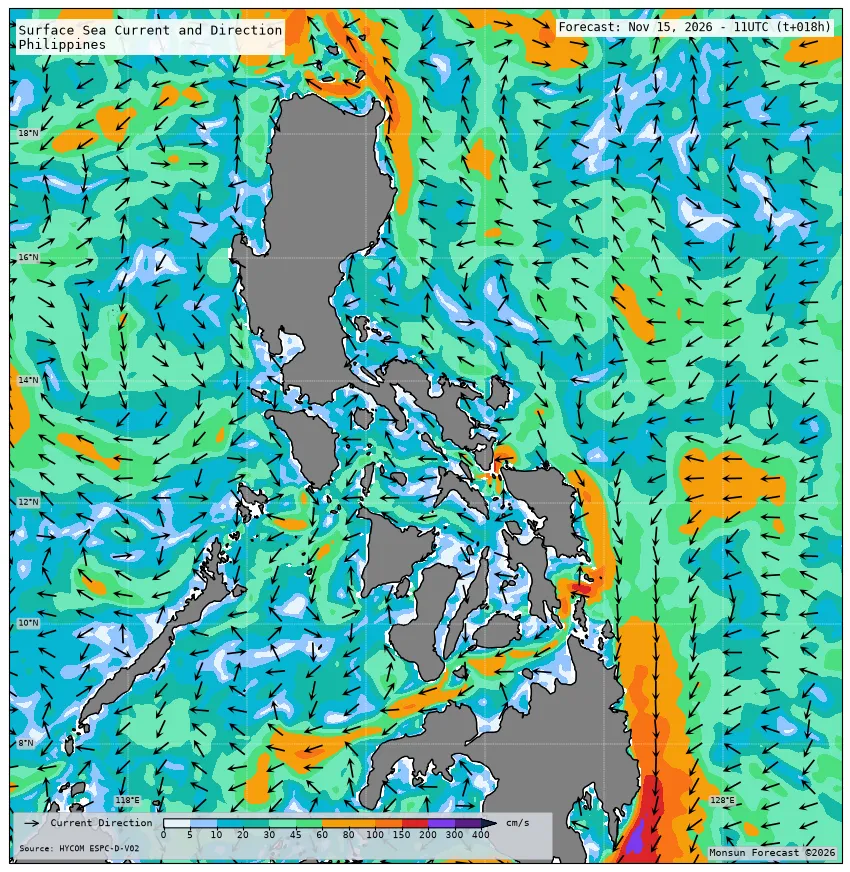 Surface Sea Current and Direction
Philippines
Forecast: Nov 15, 2026 - 11UTC (t+018h)
18°N
16°N
14°N
12°N
10°N
8°N
118°E
128°E
Current Direction
0 5 10 20 30 45 60 80 100 150 200 300 400
cm/s
Source: HYCOM ESPC-D-V02
Monsun Forecast ©2026